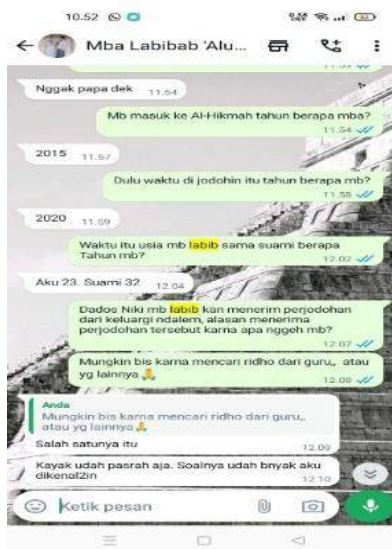 10.52
Mba Labibab 'Alu...
Nggak papa dek 11.54
Mb masuk ke Al-Hikmah tahun berapa mba?
11.54
2015 11.57
Dulu waktu di jodohin itu tahun berapa mb?
11.58
2020 11.59
Waktu itu usia mb labib sama suami berapa
Tahun mb?
12.02
Aku 23. Suami 32 12.04
Dados Niki mb labib kan menerim perjodohan
dari keluargi ndalem, alasan menerima
perjodohan tersebut karna apa nggeh mb?
12.07
Mungkin bis karna mencari ridho dari guru,, atau
yg lainnya 🙏
12.08
Anda
Mungkin bis karna mencari ridho dari guru,,
atau yg lainnya 🙏
Salah satunya itu 12.09
Kayak udah pasrah aja. Soalnya udah bnyak aku
dikenal2in 12.10
Ketik pesan